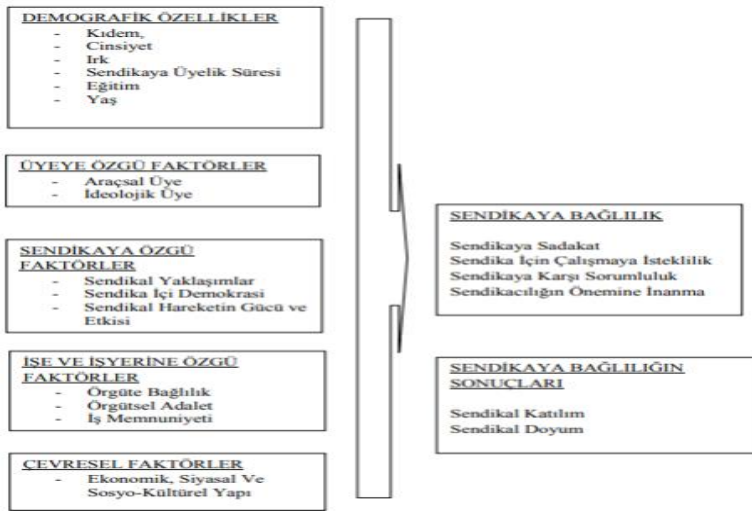 DEMOGRAFİK ÖZELLİKLER
- Kıdem,
- Cinsiyet
- Irk
- Sendikaya Üyelik Süresi
- Eğitim
- Yaş
ÜYEYE ÖZGÜ FAKTÖRLER
- Araçsal Üye
- İdeolojik Üye
SENDİKAYA ÖZGÜ
FAKTÖRLER
- Sendikal Yaklaşımlar
- Sendika İçi Demokrasi
- Sendikal Hareketin Gücü ve
Etkisi
İŞE VE İŞYERİNE ÖZGÜ
FAKTÖRLER
- Örgüte Bağlılık
- Örgütsel Adalet
- İş Memnuniyeti
ÇEVRESEL FAKTÖRLER
- Ekonomik, Siyasal Ve
Sosyo-Kültürel Yapı
SENDİKAYA BAĞLILIK
Sendikaya Sadakat
Sendika İçin Çalışmaya İsteklilik
Sendikaya Karşı Sorumluluk
Sendikacılığın Önemine İnanma
SENDİKAYA BAĞLILIĞIN
SONUÇLARI
Sendikal Katılım
Sendikal Doyum